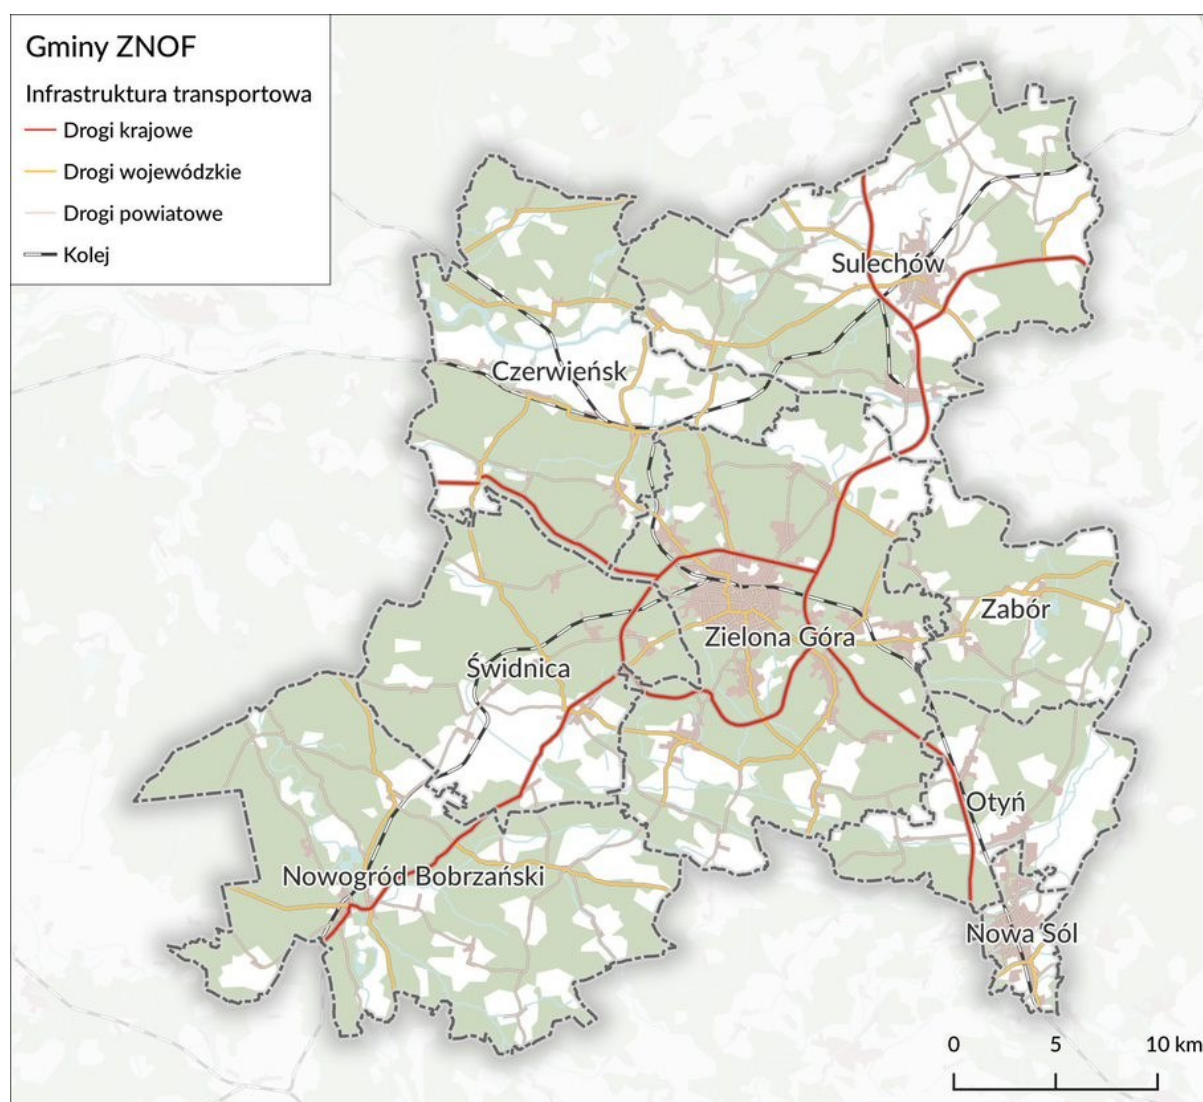 Gminy ZNOF
Infrastruktura transportowa
Drogi krajowe
Drogi wojewódzkie
Drogi powiatowe
Kolej
Sulechów
Czerwieńsk
Zabór
Zielona Góra
Świdnica
Otyń
Nowogród Bobrzański
Nowa Sól
0 5 10 km